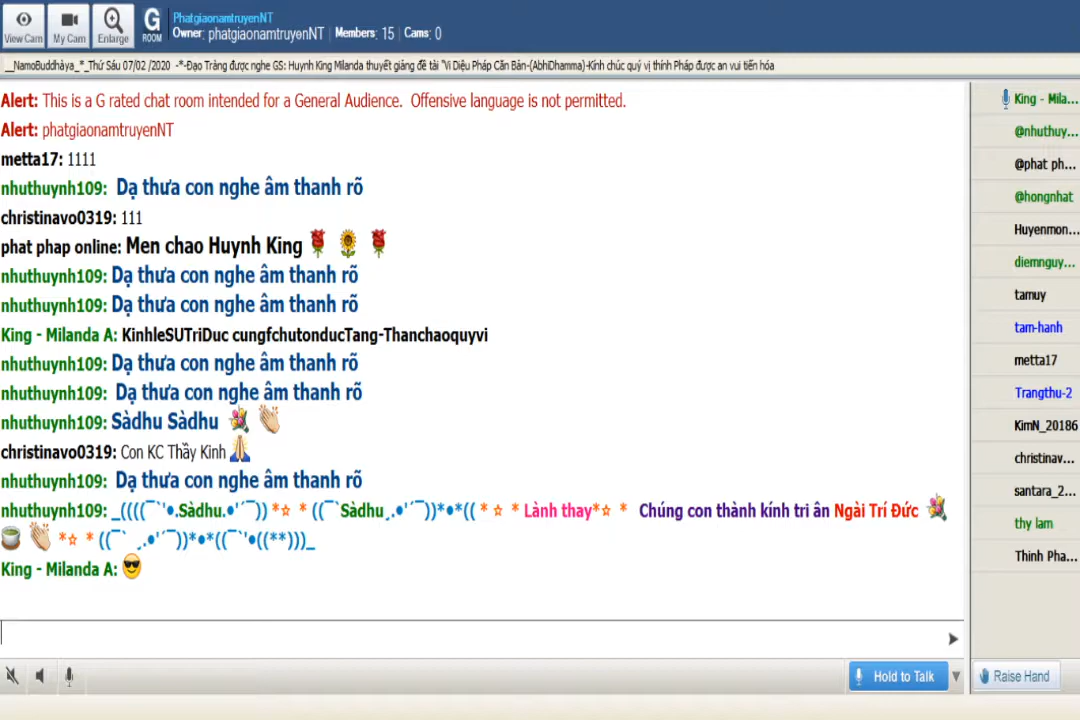 View Cam
My Cam
Enlarge
G
ROOM
PhatgiaonamtruyenNT
Owner: phatgiaonamtruyenNT | Members: 15 | Cams: 0
__NamoBuddhàya_*_Thứ Sáu 07/02 /2020 -*-Đạo Tràng được nghe GS: Huynh King Milanda thuyết giảng đề tài "Vi Diệu Pháp Căn Bản-(AbhiDhamma)-Kính chúc quý vị thính Pháp được an vui tiến hóa
Alert: This is a G rated chat room intended for a General Audience. Offensive language is not permitted.
Alert: phatgiaonamtruyenNT
metta17: 1111
nhuthuynh109: Dạ thưa con nghe âm thanh rõ
christinavo0319: 111
phat phap online: Men chao Huynh King 🌹 🌻 🌹
nhuthuynh109: Dạ thưa con nghe âm thanh rõ
nhuthuynh109: Dạ thưa con nghe âm thanh rõ
King - Milanda A: KinhleSUTriDuc cungfchutonducTang-Thanchaoquyvi
nhuthuynh109: Dạ thưa con nghe âm thanh rõ
nhuthuynh109: Dạ thưa con nghe âm thanh rõ
nhuthuynh109: Sàdhu Sàdhu 💐 👏
christinavo0319: Con KC Thầy Kinh 🙏
nhuthuynh109: Dạ thưa con nghe âm thanh rõ
nhuthuynh109: _((((¯`'•.Sàdhu.•'´¯)) *☆ * ((¯`Sàdhu¸.•'´¯))*•*(( * ☆ * Lành thay*☆ * Chúng con thành kính tri ân Ngài Trí Đức 💐
🍵 👏 *☆ * ((¯` ¸.•'´¯))*•*((¯`'•((**)))_
King - Milanda A: 😎
Hold to Talk
King - Mila...
@nhuthuy...
@phat ph...
@hongnhat
Huyenmon...
diemnguy...
tamuy
tam-hanh
metta17
Trangthu-2
KimN_20186
christinav...
santara_2...
thy lam
Thinh Pha...
Raise Hand